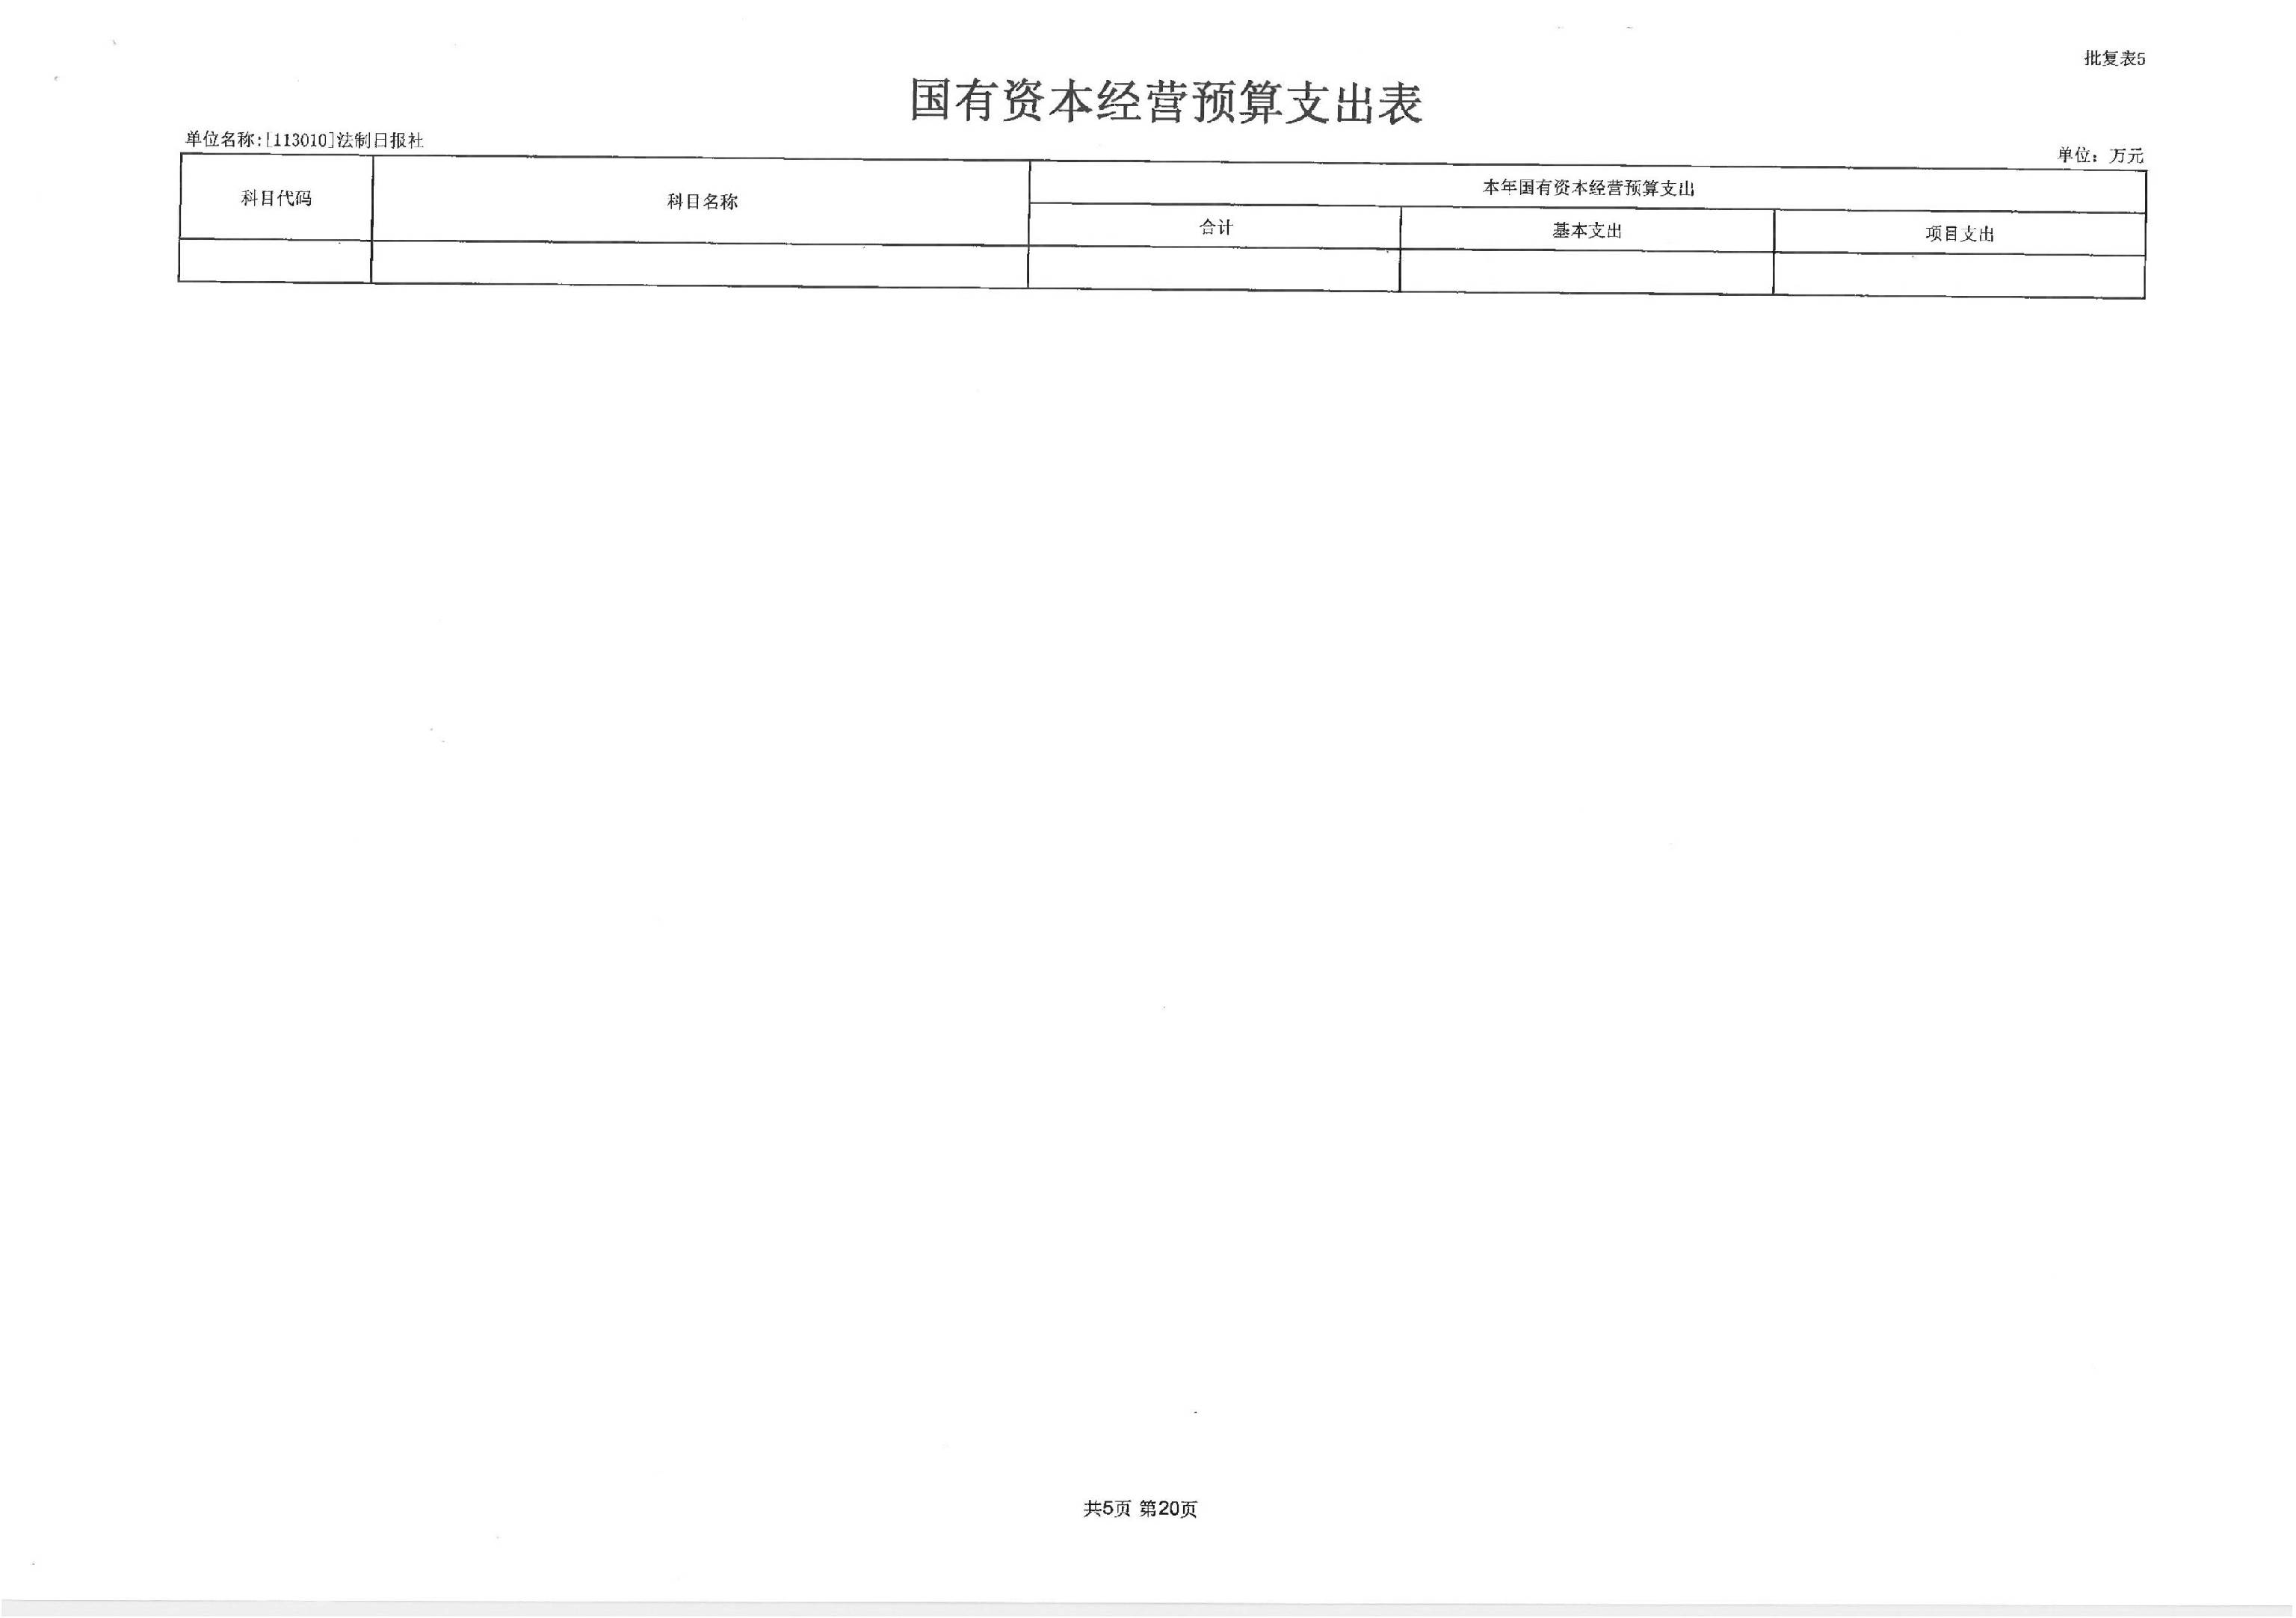 批复表5
国有资本经营预算支出表
单位名称:[113010]法制日报社
单位：万元
科目代码 科目名称 本年国有资本经营预算支出
合计 基本支出 项目支出
共5页 第20页